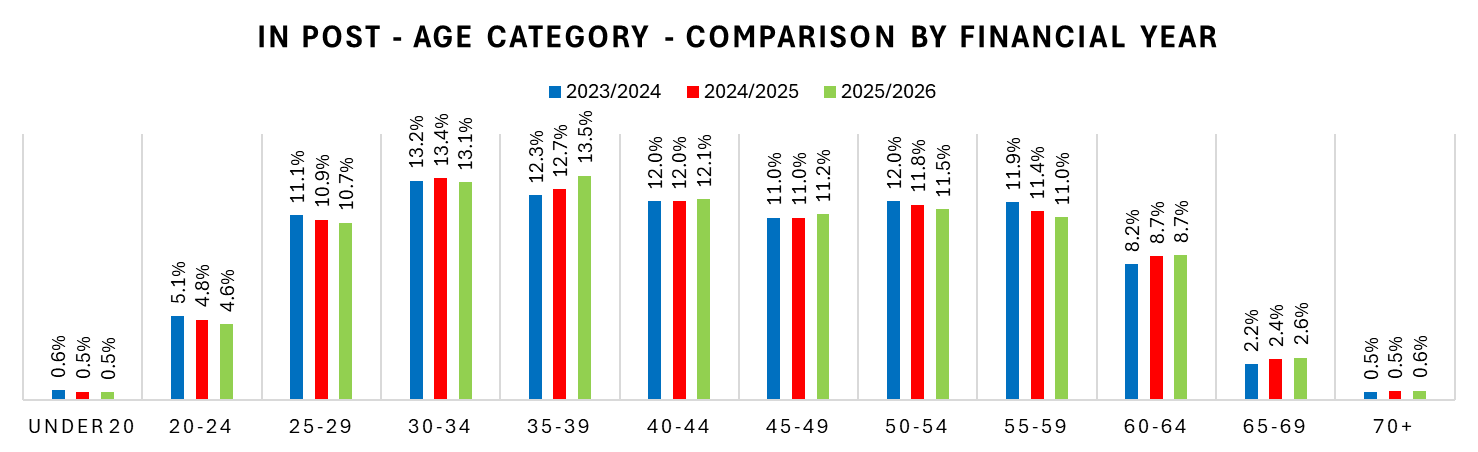 IN POST - AGE CATEGORY - COMPARISON BY FINANCIAL YEAR
2023/2024 2024/2025 2025/2026
0.6% 0.5% 0.5%
5.1% 4.8% 4.6%
11.1% 10.9% 10.7%
13.2% 13.4% 13.1%
12.3% 12.7% 13.5%
12.0% 12.0% 12.1%
11.0% 11.0% 11.2%
12.0% 11.8% 11.5%
11.9% 11.4% 11.0%
8.2% 8.7% 8.7%
2.2% 2.4% 2.6%
0.5% 0.5% 0.6%
UNDER 20 20-24 25-29 30-34 35-39 40-44 45-49 50-54 55-59 60-64 65-69 70+